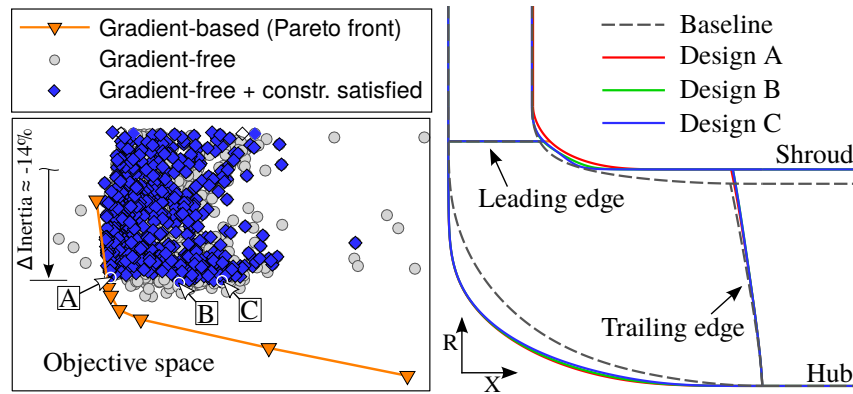 Gradient-based (Pareto front)
Gradient-free
Gradient-free + constr. satisfied
Δ Inertia ≈ -14%
A
B
C
Objective space
Baseline
Design A
Design B
Design C
Shroud
Leading edge
Trailing edge
R
X
Hub